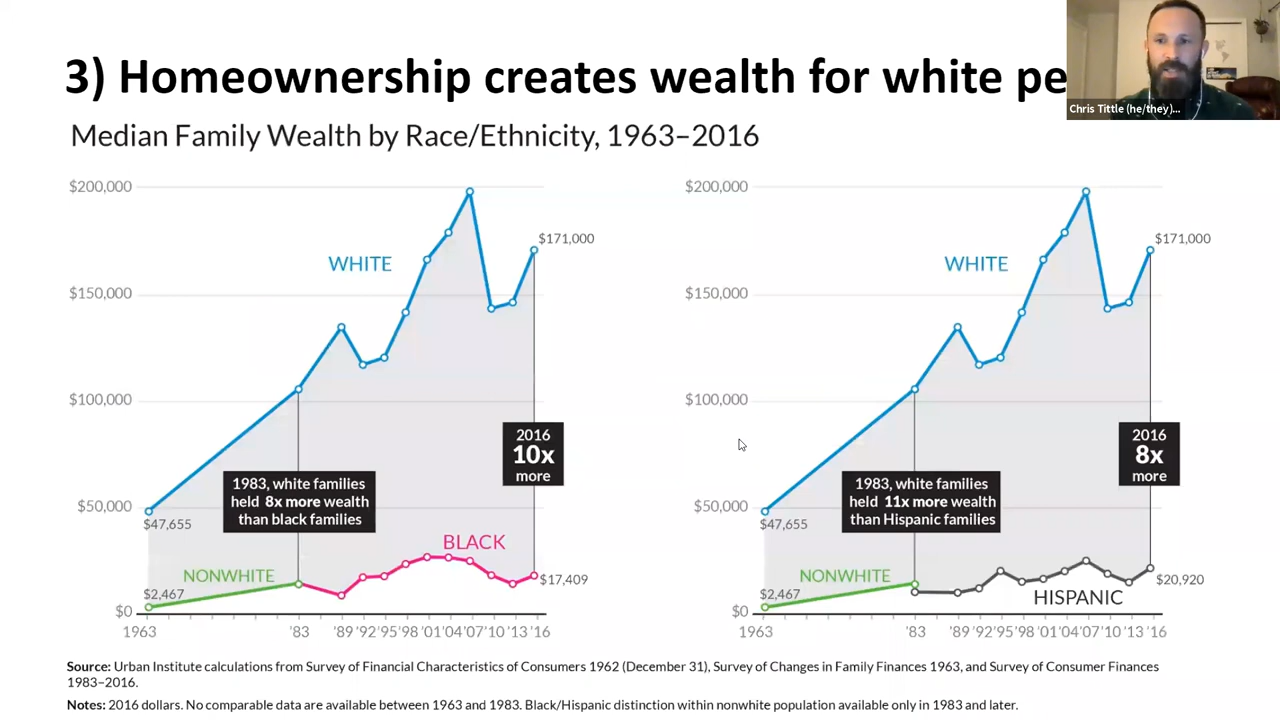 3) Homeownership creates wealth for white pe
Chris Tittle (he/they)...
Median Family Wealth by Race/Ethnicity, 1963–2016
$200,000
$150,000
$100,000
$50,000
$0
WHITE
$171,000
2016
10x
more
1983, white families
held 8x more wealth
than black families
$47,655
BLACK
NONWHITE
$2,467
$17,409
1963 '83 '89 '92 '95 '98 '01 '04 '07 '10 '13 '16
$200,000
$150,000
$100,000
$50,000
$0
WHITE
$171,000
2016
8x
more
1983, white families
held 11x more wealth
than Hispanic families
$47,655
NONWHITE
$2,467
HISPANIC
$20,920
1963 '83 '89 '92 '95 '98 '01 '04 '07 '10 '13 '16
Source: Urban Institute calculations from Survey of Financial Characteristics of Consumers 1962 (December 31), Survey of Changes in Family Finances 1963, and Survey of Consumer Finances
1983–2016.
Notes: 2016 dollars. No comparable data are available between 1963 and 1983. Black/Hispanic distinction within nonwhite population available only in 1983 and later.